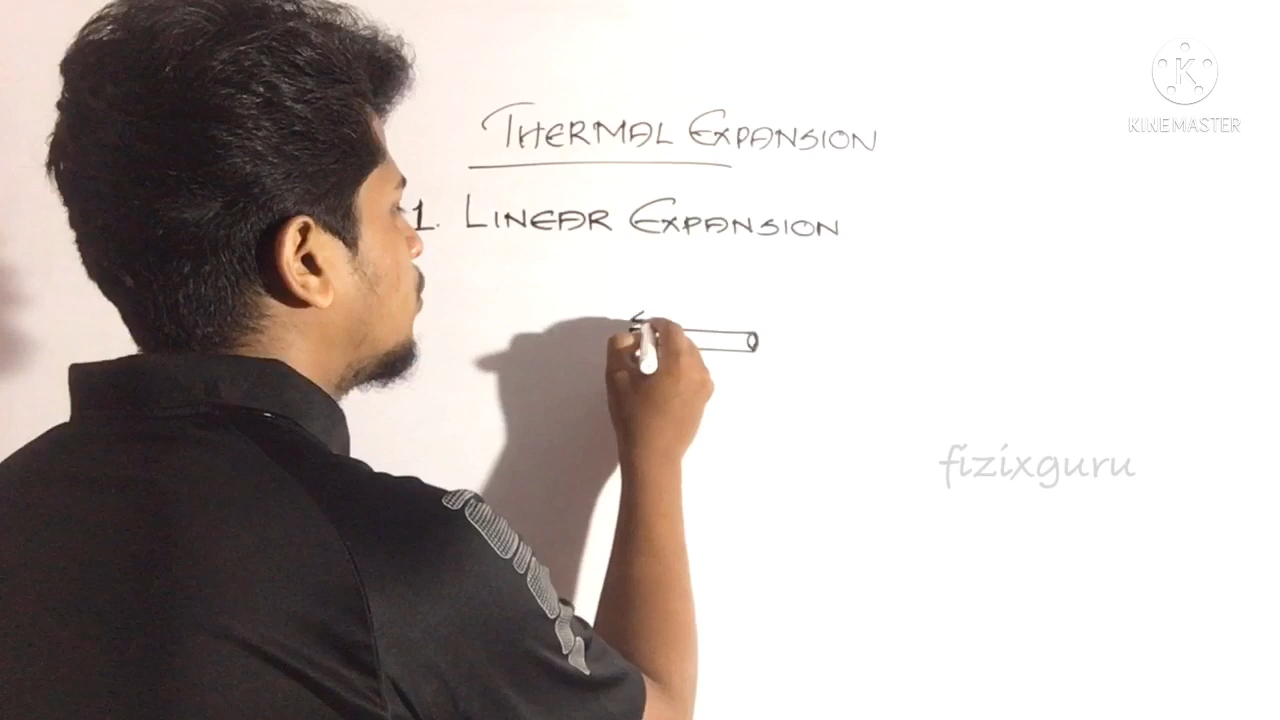 THERMAL EXPANSION
1. LINEAR EXPANSION
K
KINEMASTER
fizixguru